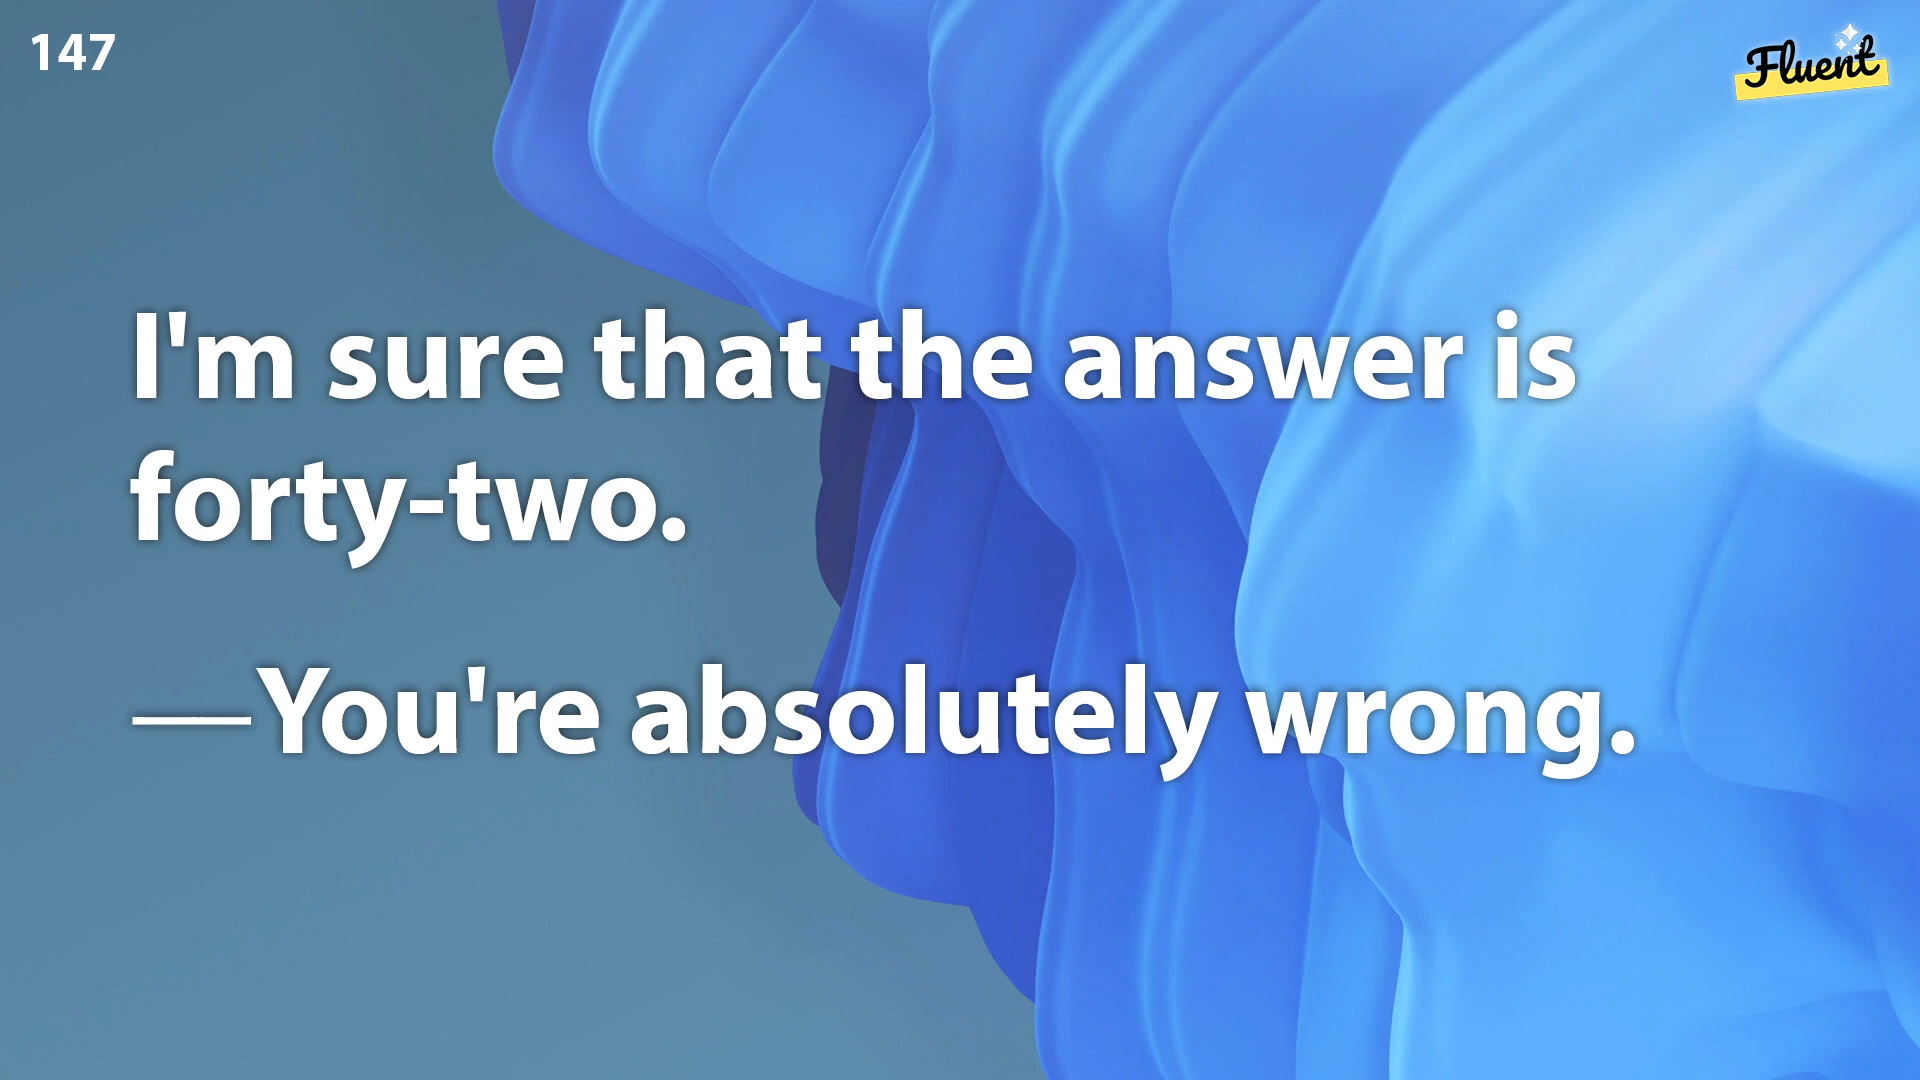 147
Fluent
I'm sure that the answer is
forty-two.
—You're absolutely wrong.